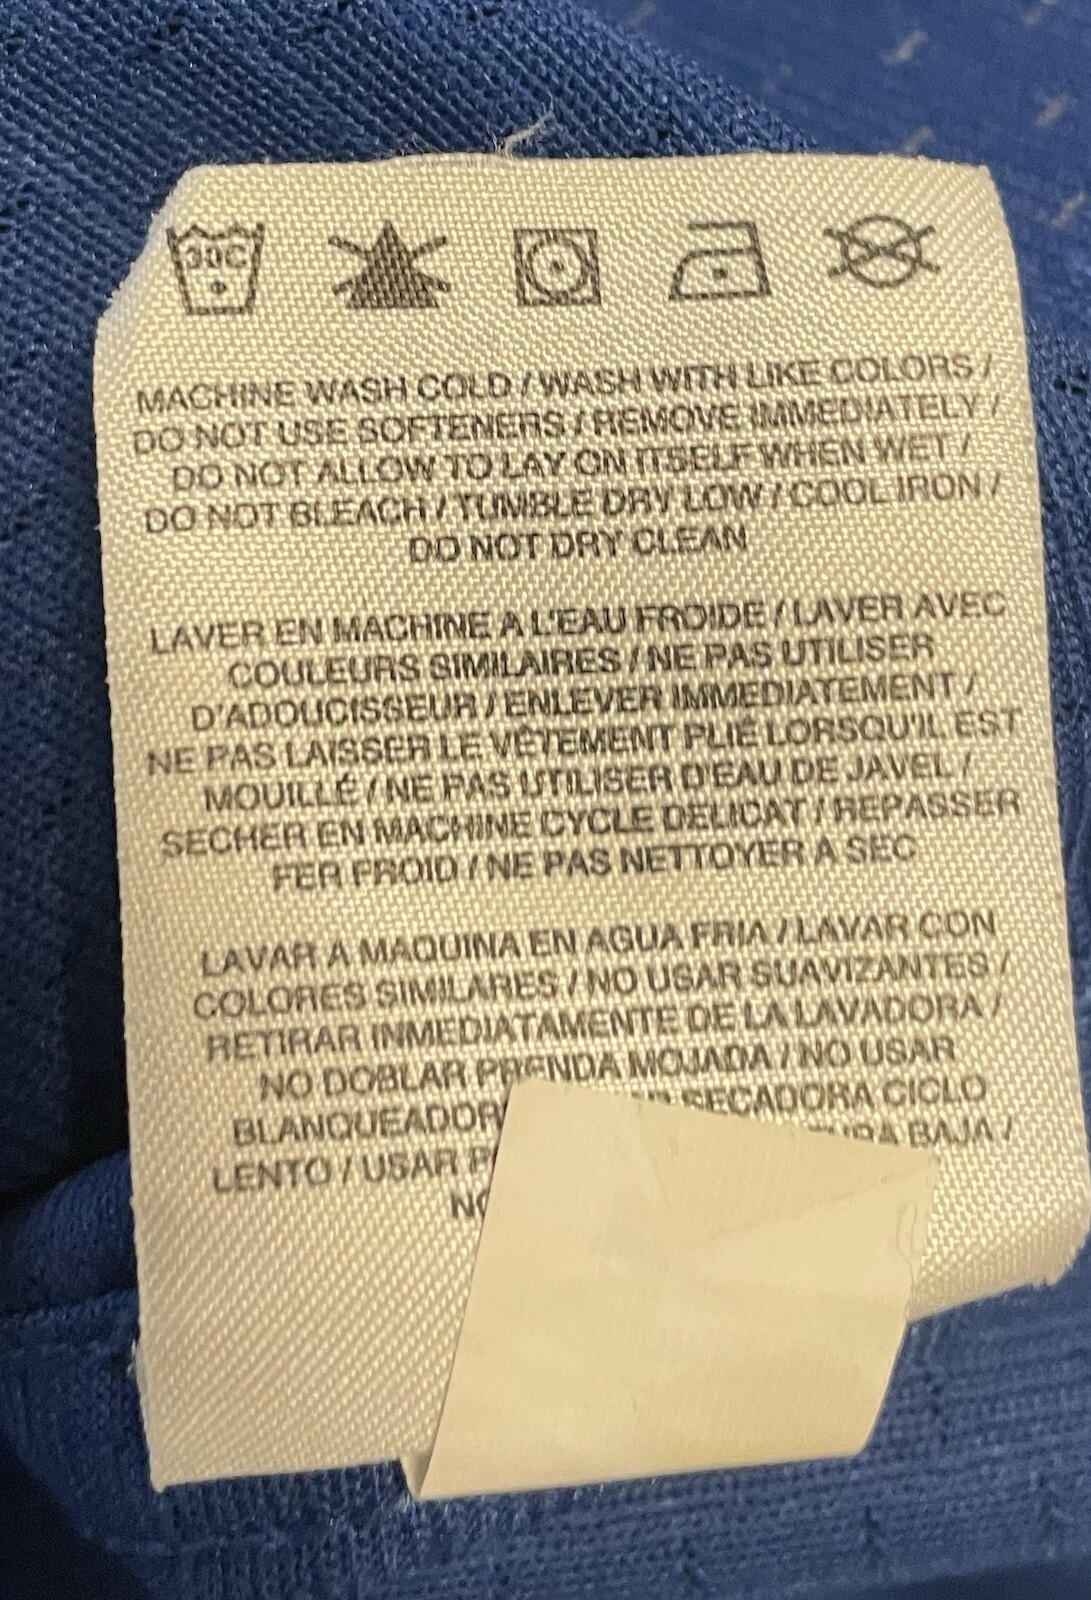 30C
MACHINE WASH COLD / WASH WITH LIKE COLORS /
DO NOT USE SOFTENERS / REMOVE IMMEDIATELY /
DO NOT ALLOW TO LAY ON ITSELF WHEN WET /
DO NOT BLEACH / TUMBLE DRY LOW / COOL IRON /
DO NOT DRY CLEAN
LAVER EN MACHINE A L'EAU FROIDE / LAVER AVEC
COULEURS SIMILAIRES / NE PAS UTILISER
D'ADOUCISSEUR / ENLEVER IMMEDIATEMENT /
NE PAS LAISSER LE VÊTEMENT PLIÉ LORSQU'IL EST
MOUILLÉ / NE PAS UTILISER D'EAU DE JAVEL /
SECHER EN MACHINE CYCLE DELICAT / REPASSER
FER FROID / NE PAS NETTOYER A SEC
LAVAR A MAQUINA EN AGUA FRIA / LAVAR CON
COLORES SIMILARES / NO USAR SUAVIZANTES /
RETIRAR INMEDIATAMENTE DE LA LAVADORA /
NO DOBLAR PRENDA MOJADA / NO USAR
BLANQUEADOR SECADORA CICLO
LENTO / USAR BAJA /